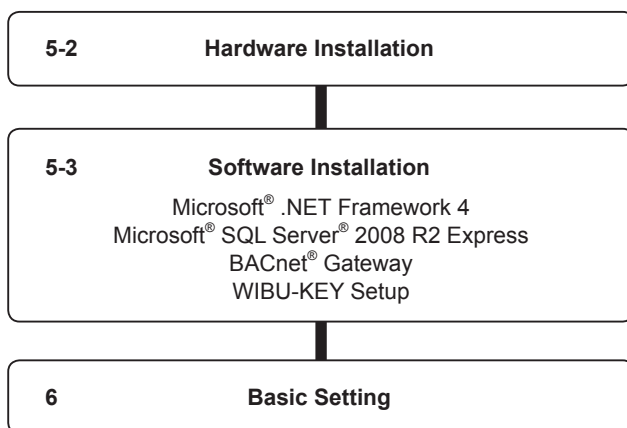 5-2 Hardware Installation
5-3 Software Installation
Microsoft® .NET Framework 4
Microsoft® SQL Server® 2008 R2 Express
BACnet® Gateway
WIBU-KEY Setup
6 Basic Setting